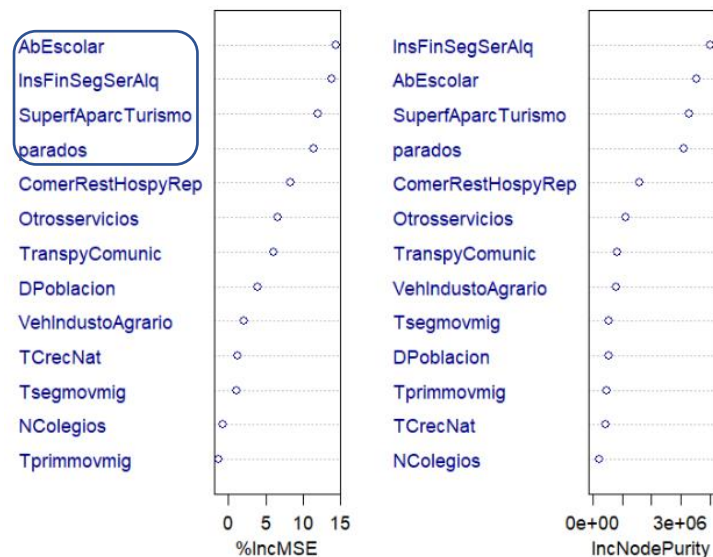 AbEscolar
InsFinSegSerAlq
SuperfAparcTurismo
parados
ComerRestHospyRep
Otrosservicios
TranspyComunic
DPoblacion
VehIndustoAgrario
TCrecNat
Tsegmovmig
NColegios
Tprimmovmig
0 5 10 15
%IncMSE
InsFinSegSerAlq
AbEscolar
SuperfAparcTurismo
parados
ComerRestHospyRep
Otrosservicios
TranspyComunic
VehIndustoAgrario
Tsegmovmig
DPoblacion
Tprimmovmig
TCrecNat
NColegios
0e+00 3e+06
IncNodePurity